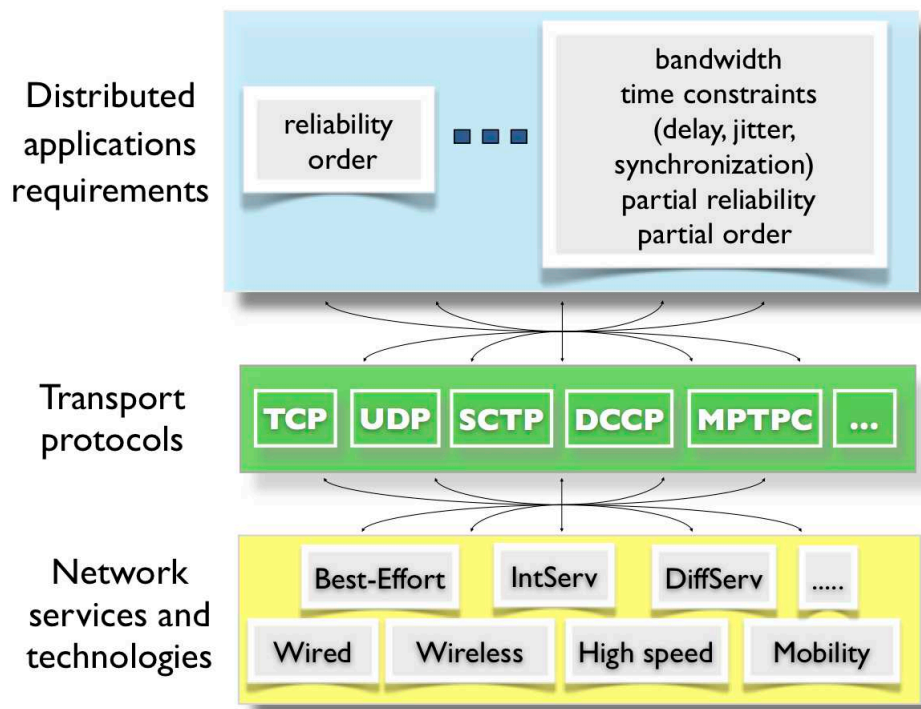 Distributed
applications
requirements
reliability
order
bandwidth
time constraints
(delay, jitter,
synchronization)
partial reliability
partial order
Transport
protocols
TCP UDP SCTP DCCP MPTPC ...
Network
services and
technologies
Best-Effort IntServ DiffServ .....
Wired Wireless High speed Mobility